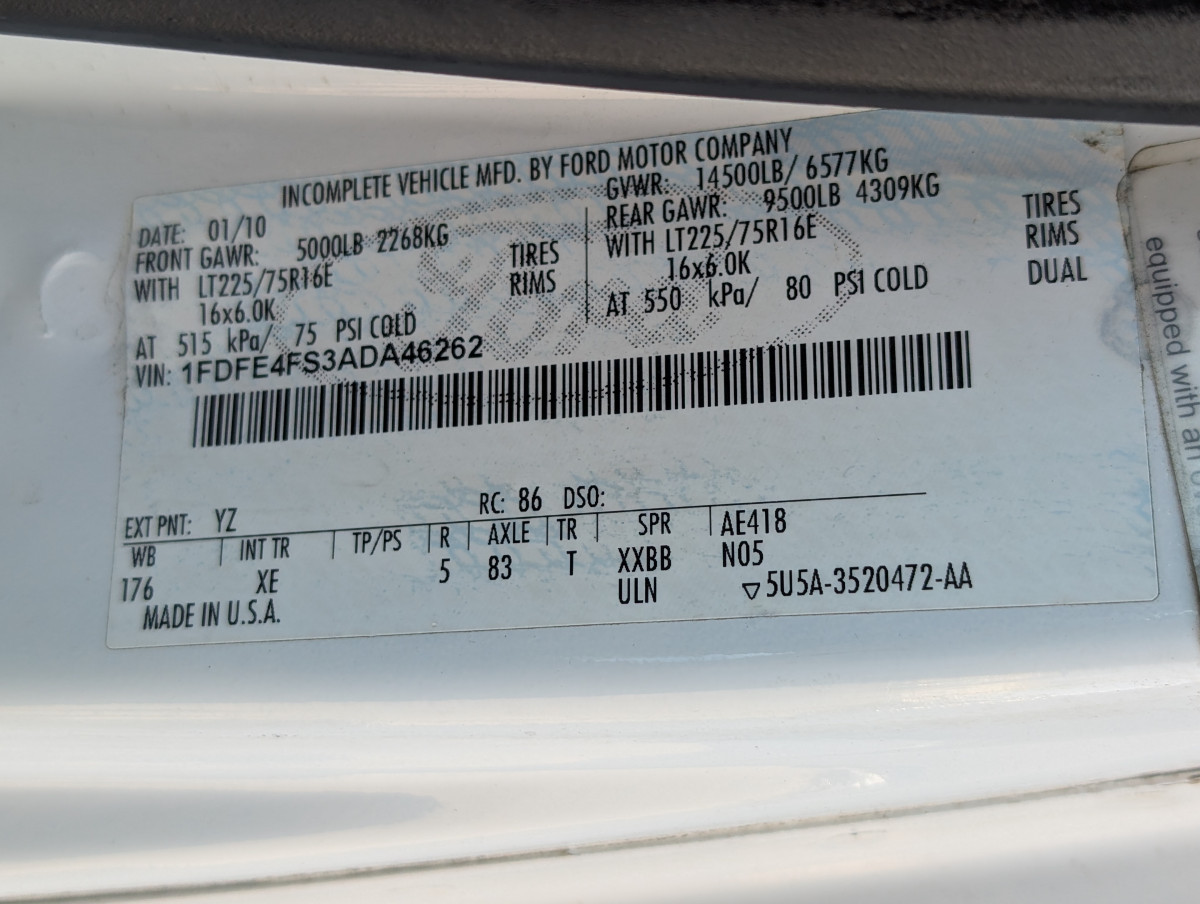 INCOMPLETE VEHICLE MFD. BY FORD MOTOR COMPANY
DATE: 01/10
FRONT GAWR: 5000LB 2268KG
WITH LT225/75R16E TIRES
16x6.0K RIMS
AT 515 kPa/ 75 PSI COLD
GVWR: 14500LB/ 6577KG
REAR GAWR: 9500LB 4309KG
WITH LT225/75R16E TIRES
16x6.0K RIMS
AT 550 kPa/ 80 PSI COLD DUAL
VIN: 1FDFE4FS3ADA46262
EXT PNT: YZ RC: 86 DSO:
WB INT TR TP/PS R AXLE TR SPR AE418
176 XE 5 83 T XXBB N05
ULN ▽5U5A-3520472-AA
MADE IN U.S.A.
Ford
equipped with an